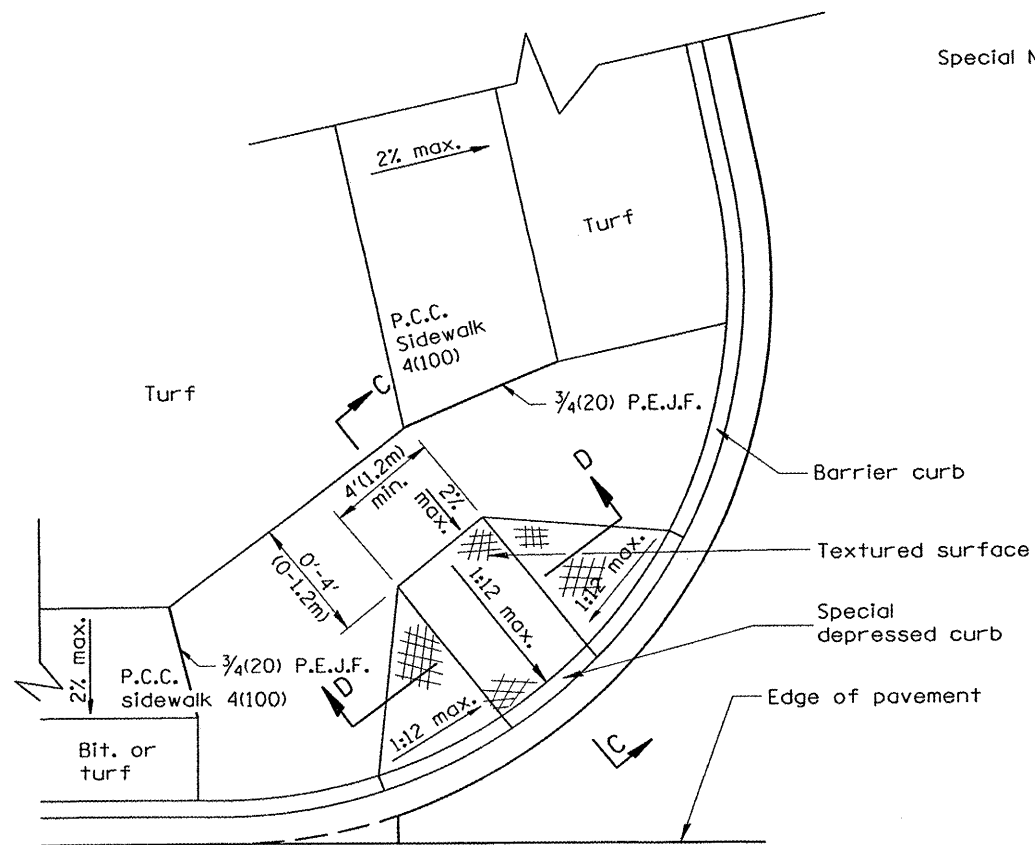 Special
2% max.
Turf
P.C.C.
Sidewalk
4(100)
Turf
C
3/4(20) P.E.J.F.
4'(1.2m)
min.
2%
max.
D
Barrier curb
0'-4'
(0-1.2m)
1:12 max.
1:12 max.
Textured surface
Special
depressed curb
2% max.
3/4(20) P.E.J.F.
P.C.C.
sidewalk 4(100)
D
1:12 max.
Edge of pavement
C
Bit. or
turf